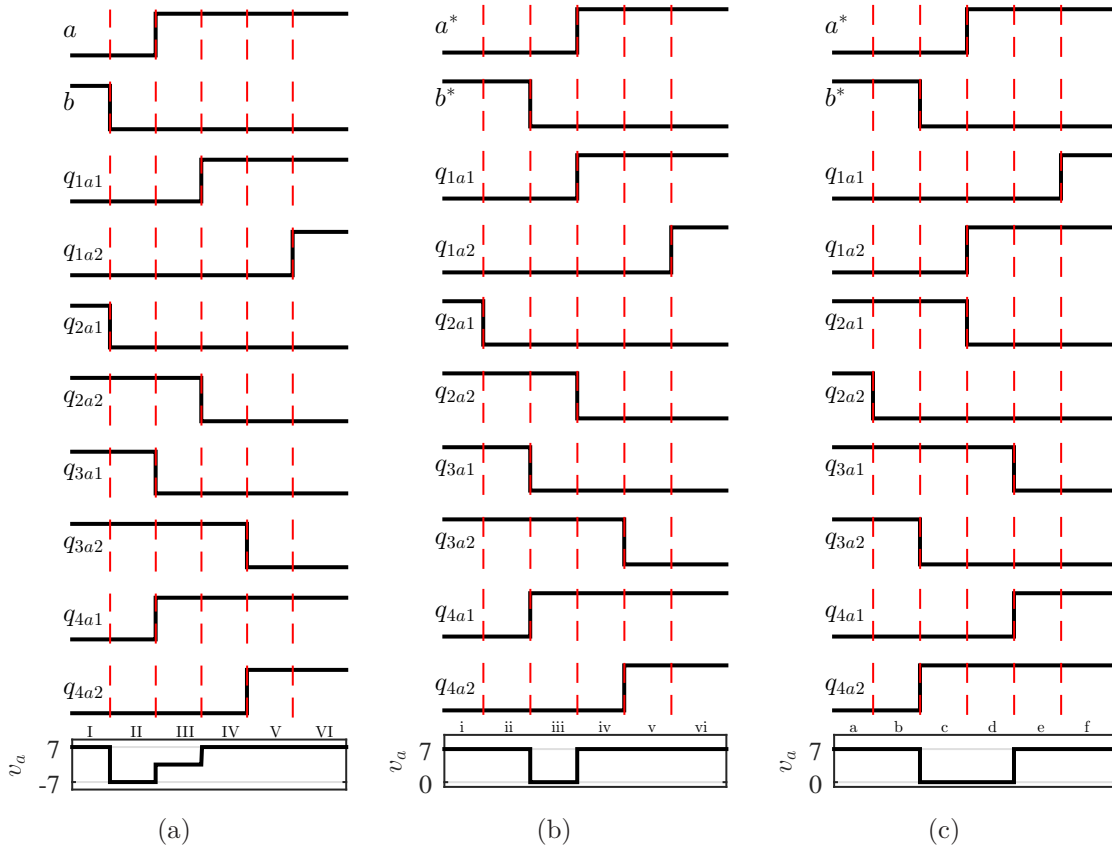 a
b
q1a1
q1a2
q2a1
q2a2
q3a1
q3a2
q4a1
q4a2
I II III IV V VI
7
-7
va
(a)
a*
b*
q1a1
q1a2
q2a1
q2a2
q3a1
q3a2
q4a1
q4a2
i ii iii iv v vi
7
0
va
(b)
a*
b*
q1a1
q1a2
q2a1
q2a2
q3a1
q3a2
q4a1
q4a2
a b c d e f
7
0
va
(c)